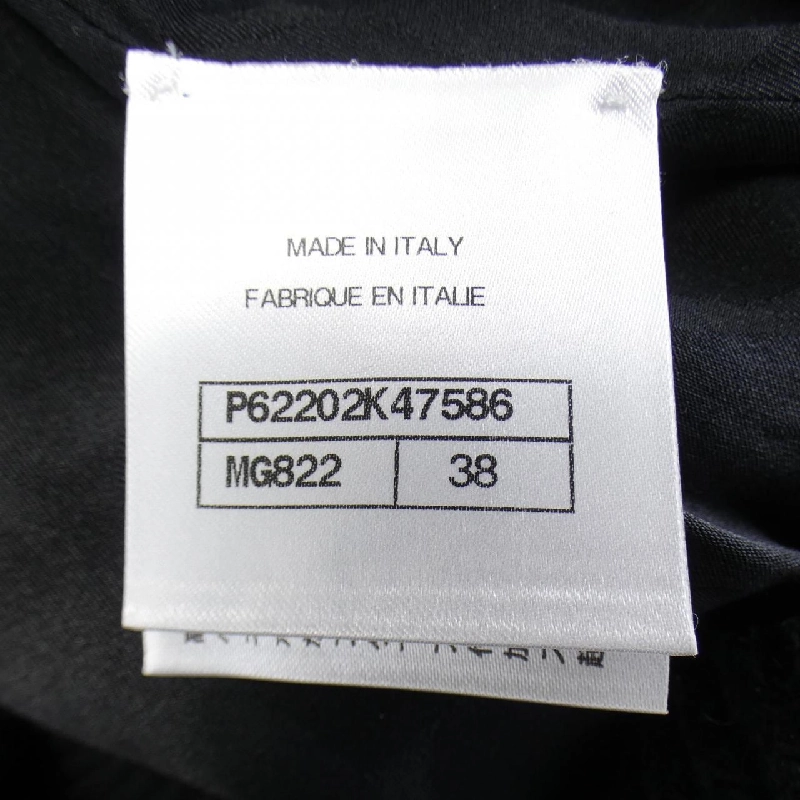 MADE IN ITALY
FABRIQUE EN ITALIE
P62202K47586
MG822 38